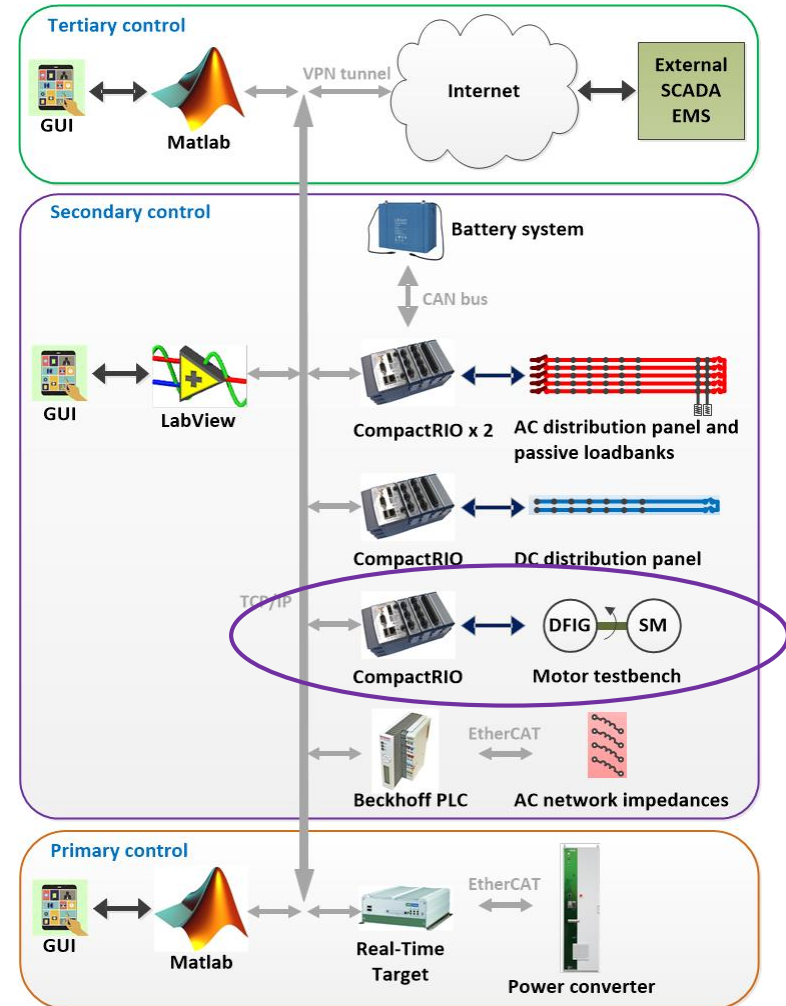 Tertiary control
VPN tunnel
Internet
External
SCADA
EMS
GUI
Matlab
Secondary control
Battery system
CAN bus
GUI
LabView
CompactRIO x 2
AC distribution panel and
passive loadbanks
CompactRIO
DC distribution panel
TCP/IP
DFIG
SM
CompactRIO
Motor testbench
EtherCAT
Beckhoff PLC
AC network impedances
Primary control
EtherCAT
GUI
Matlab
Real-Time
Target
Power converter